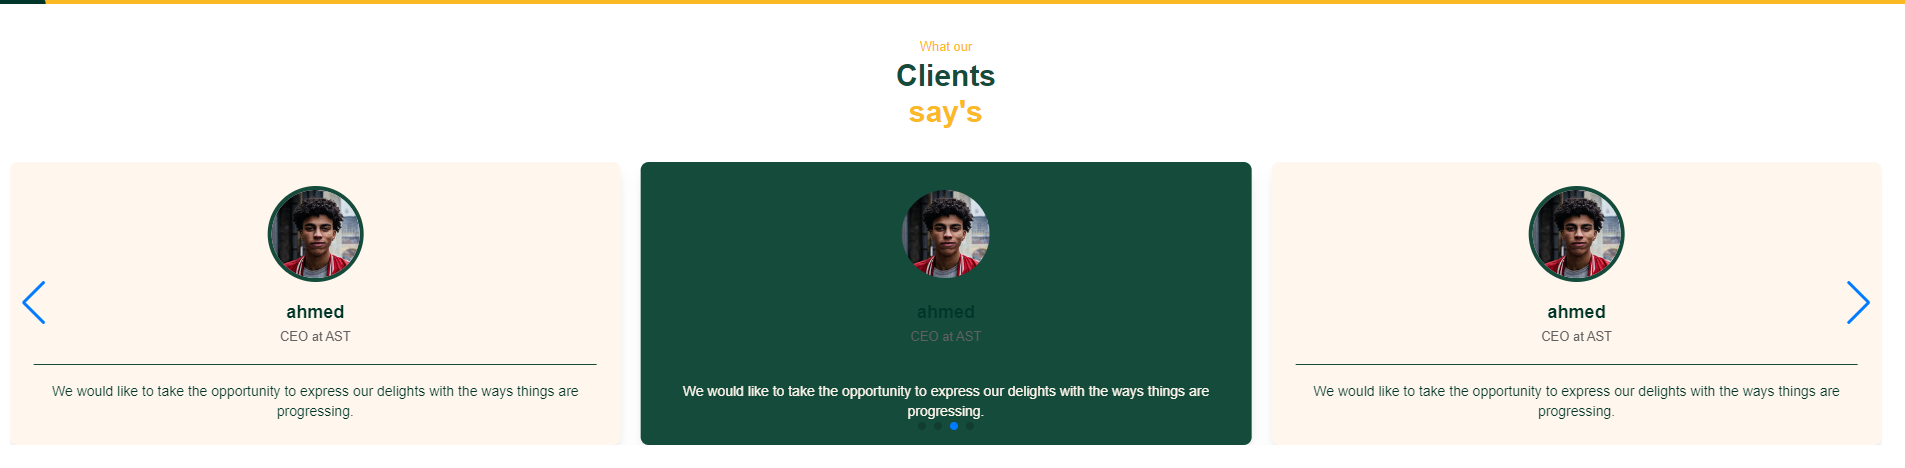 What our
Clients
say's
ahmed
CEO at AST
We would like to take the opportunity to express our delights with the ways things are
progressing.
ahmed
CEO at AST
We would like to take the opportunity to express our delights with the ways things are
progressing.
ahmed
CEO at AST
We would like to take the opportunity to express our delights with the ways things are
progressing.